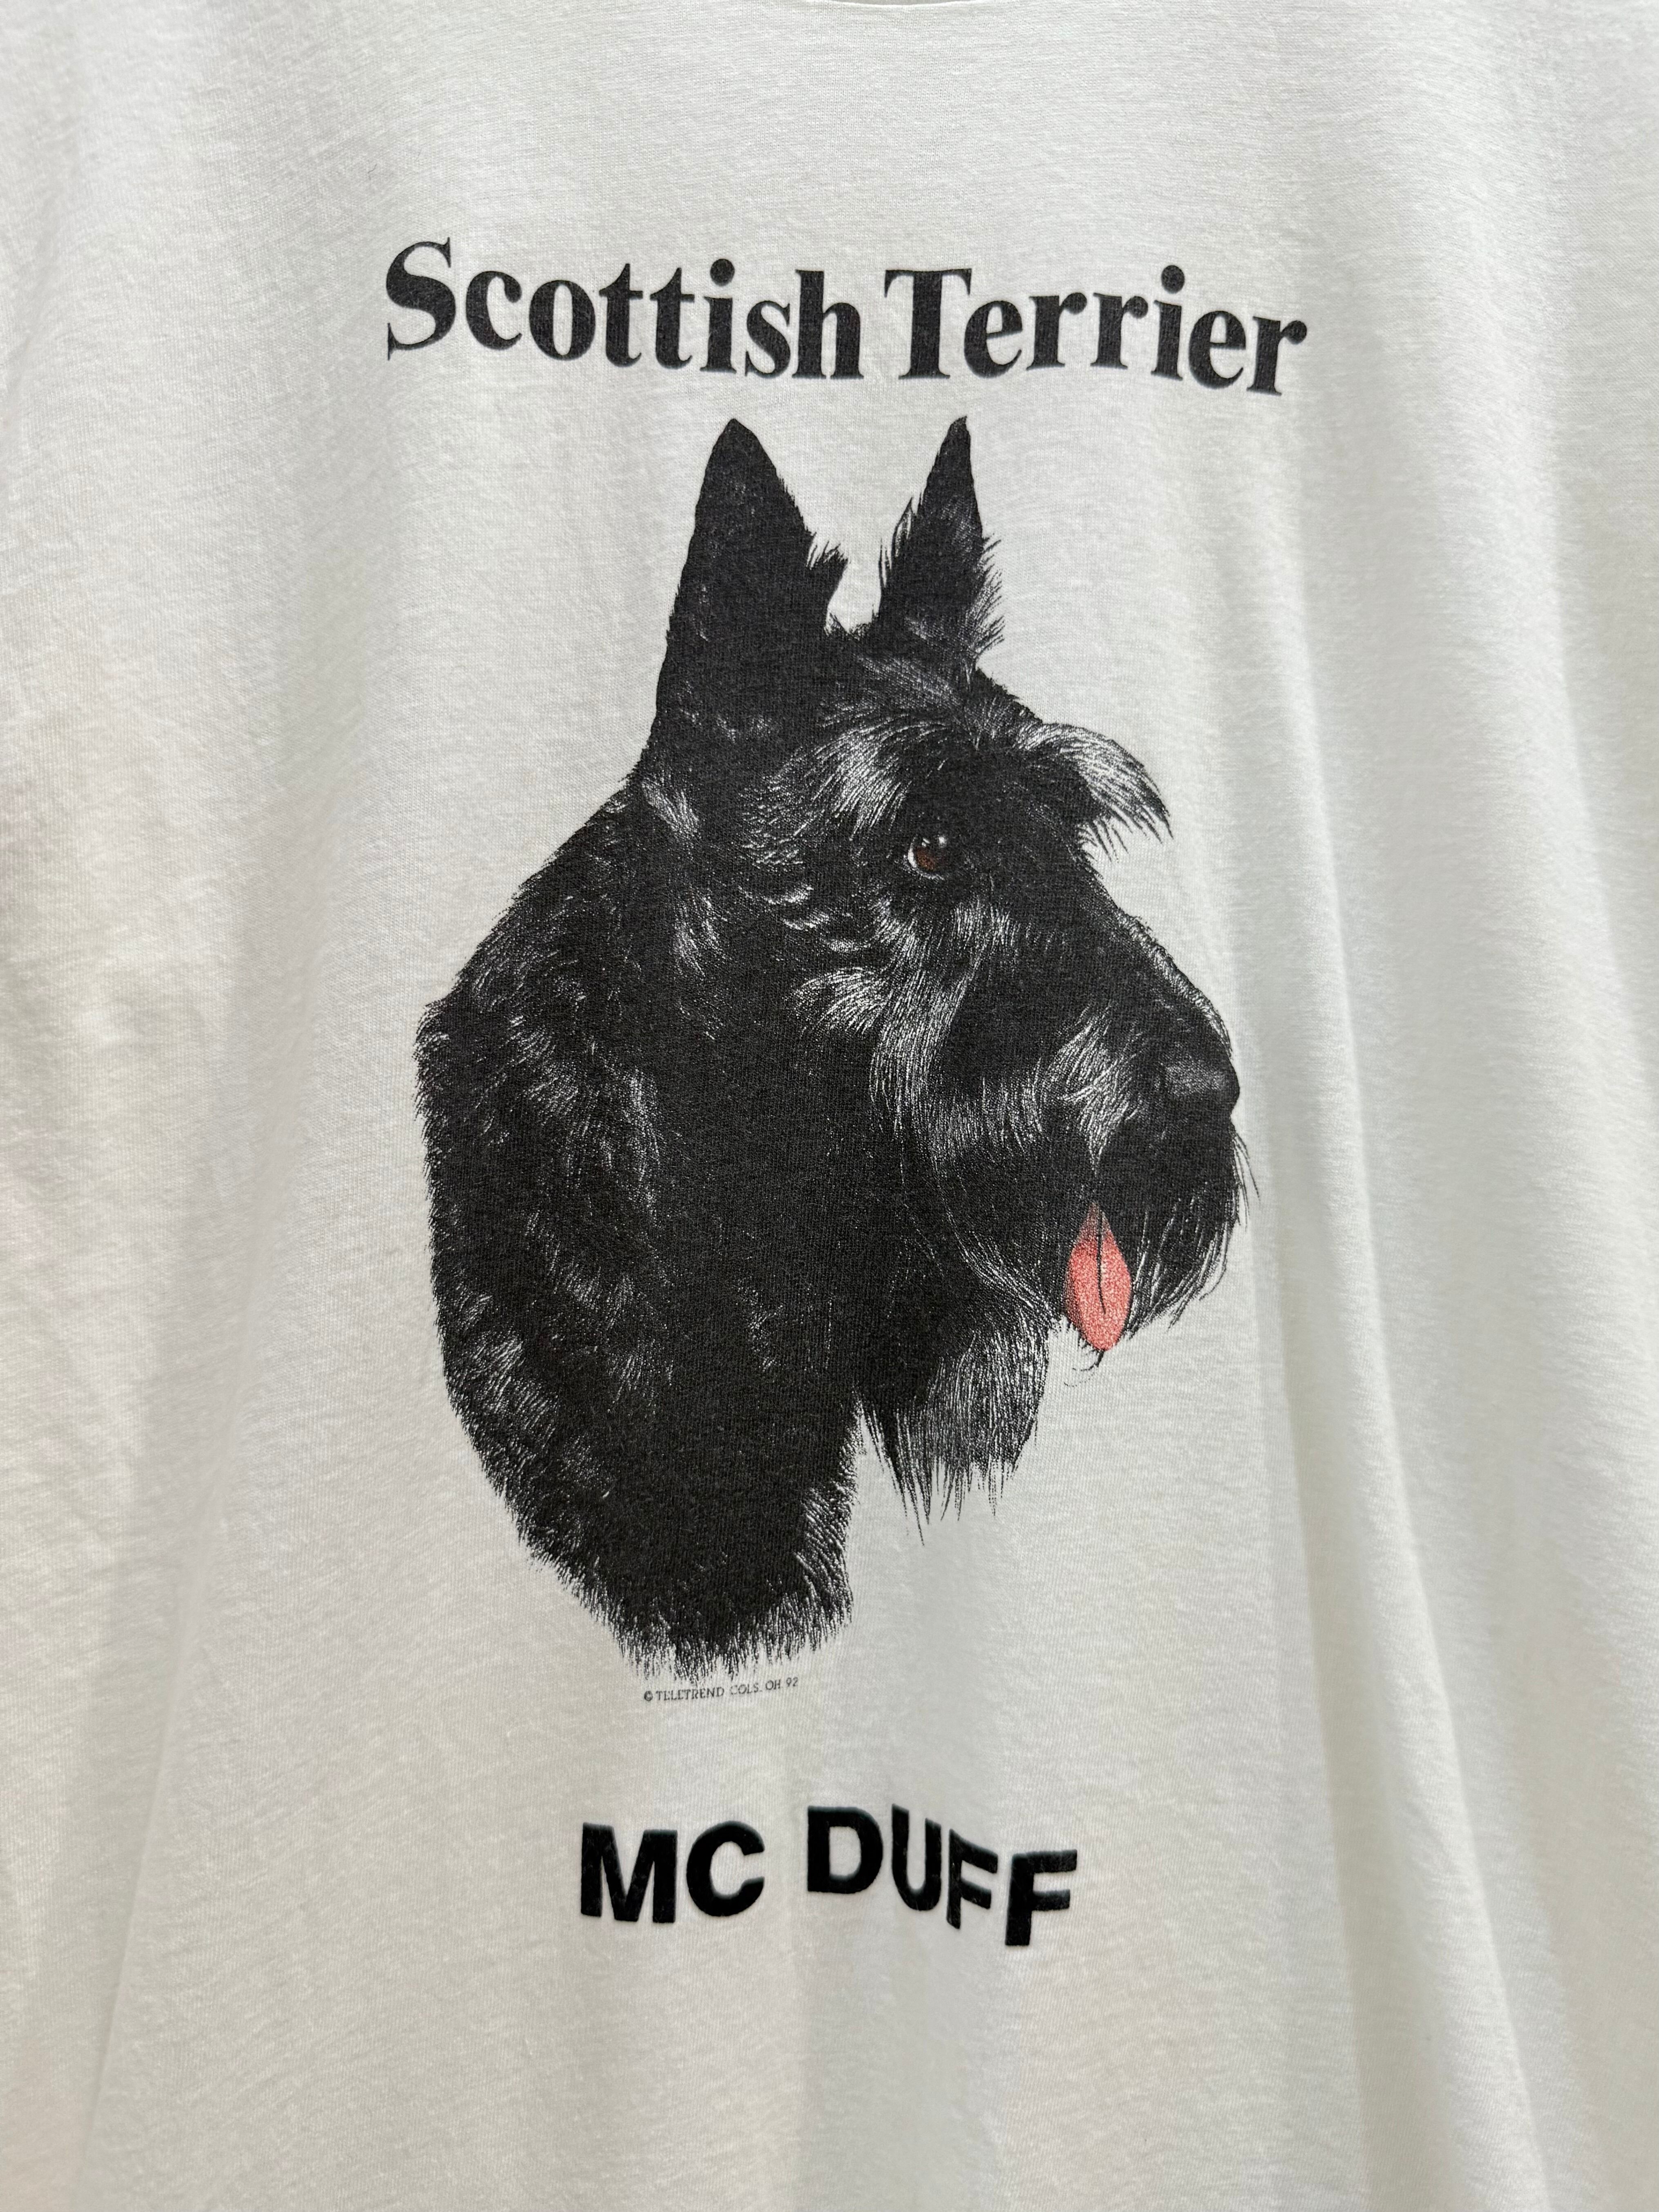 Scottish Terrier
© TELETREND COLS. OH 92
MC DUFF